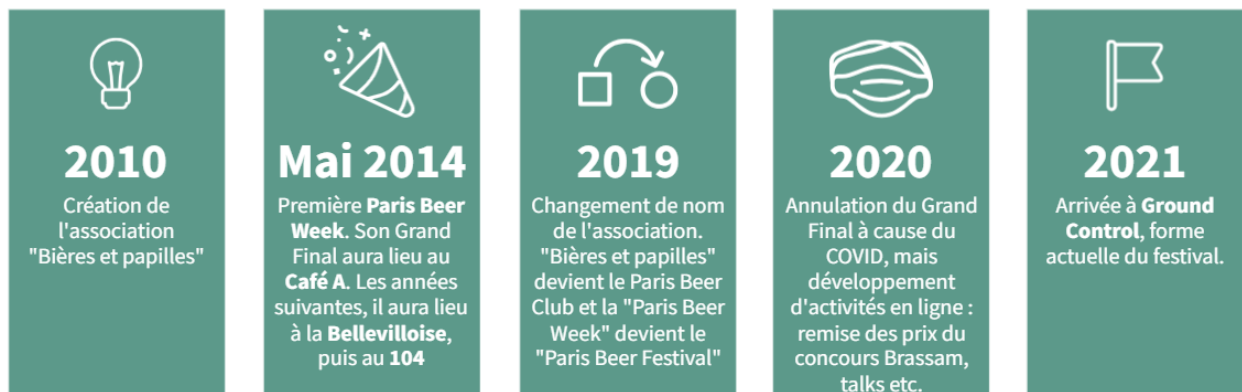 2010
Création de
l'association
"Bières et papilles"
Mai 2014
Première Paris Beer
Week. Son Grand
Final aura lieu au
Café A. Les années
suivantes, il aura lieu
à la Bellevilloise,
puis au 104
2019
Changement de nom
de l'association.
"Bières et papilles"
devient le Paris Beer
Club et la "Paris Beer
Week" devient le
"Paris Beer Festival"
2020
Annulation du Grand
Final à cause du
COVID, mais
développement
d'activités en ligne :
remise des prix du
concours Brassam,
talks etc.
2021
Arrivée à Ground
Control, forme
actuelle du festival.